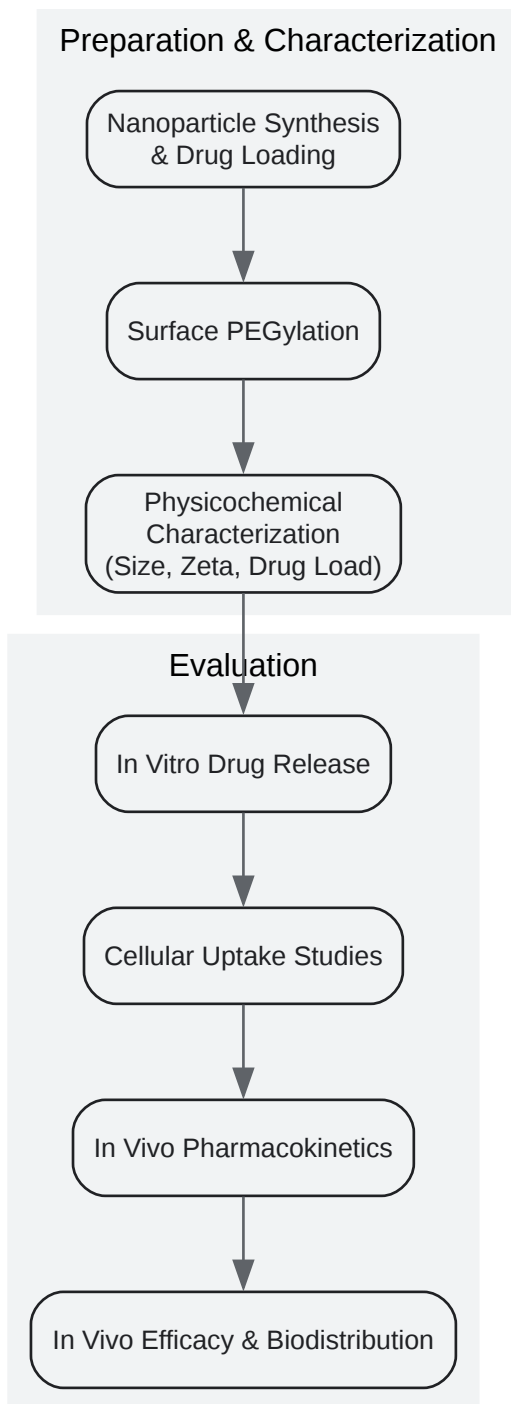 Preparation & Characterization
Nanoparticle Synthesis
& Drug Loading
Surface PEGylation
Physicochemical
Characterization
(Size, Zeta, Drug Load)
Evaluation
In Vitro Drug Release
Cellular Uptake Studies
In Vivo Pharmacokinetics
In Vivo Efficacy & Biodistribution